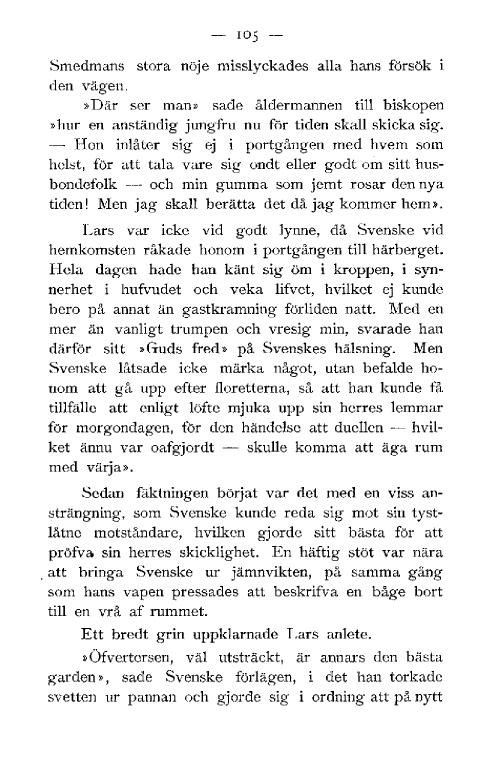 — 105 —
Smedmans stora nöje misslyckades alla hans försök i
den vägen.
»Där ser man» sade åldermannen till biskopen
»hur en anständig jungfru nu för tiden skall skicka sig.
— Hon inlåter sig ej i portgången med hvem som
helst, för att tala vare sig ondt eller godt om sitt hus-
bondefolk — och min gumma som jemt rosar den nya
tiden! Men jag skall berätta det då jag kommer hem».
Lars var icke vid godt lynne, då Svenske vid
hemkomsten råkade honom i portgången till härberget.
Hela dagen hade han känt sig öm i kroppen, i syn-
nerhet i hufvudet och veka lifvet, hvilket ej kunde
bero på annat än gastkramning förliden natt. Med en
mer än vanligt trumpen och vresig min, svarade han
därför sitt »Guds fred» på Svenskes hälsning. Men
Svenske låtsade icke märka något, utan befalde ho-
nom att gå upp efter floretterna, så att han kunde få
tillfälle att enligt löfte mjuka upp sin herres lemmar
för morgondagen, för den händelse att duellen — hvil-
ket ännu var oafgjordt — skulle komma att äga rum
med värja».
Sedan fäktningen börjat var det med en viss an-
strängning, som Svenske kunde reda sig mot sin tyst-
låtne motståndare, hvilken gjorde sitt bästa för att
pröfva sin herres skicklighet. En häftig stöt var nära
att bringa Svenske ur jämnvikten, på samma gång
som hans vapen pressades att beskrifva en båge bort
till en vrå af rummet.
Ett bredt grin uppklarnade Lars anlete.
»Öfvertersen, väl utsträckt, är annars den bästa
garden», sade Svenske förlägen, i det han torkade
svetten ur pannan och gjorde sig i ordning att på nytt